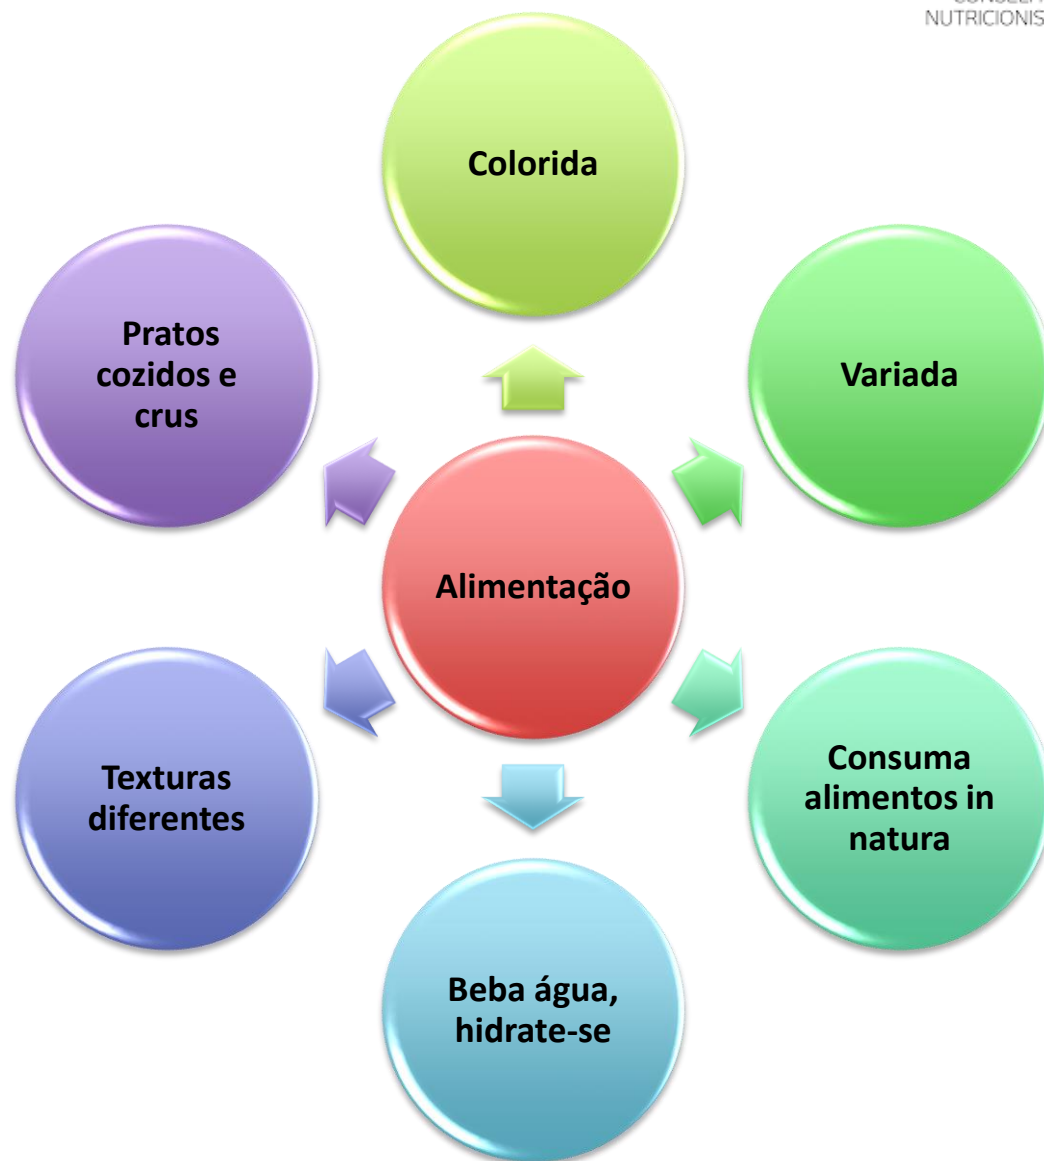 NUTRICIONIS
Colorida
Variada
Consuma
alimentos in
natura
Beba água,
hidrate-se
Texturas
diferentes
Pratos
cozidos e
crus
Alimentação